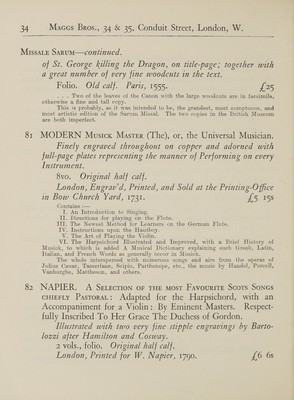 34 Maggs Bros., 34 & 35, Conduit Street, London, W.
Missale Sarum—continued.
of St. George killing the Dragon, on title-page; together with
a great number of very fine woodcuts in the text.
Folio. Old calf. Paris, 1555. £25
. . . Two of the leaves of the Canon with the large woodcuts are in facsimile,
otherwise a fine and tall copy.
This is probably, as it was intended to be, the grandest, most sumptuous, and
most artistic edition of the Sarum Missal. The two copies in the British Museum
are both imperfect.
81 MODERN Musick Master (The), or, the Universal Musician.
Finely engraved throughout on copper and adorned with
full-page plates representing the manner of Performing on every
Instrument.
8vo. Original half calf.
London, Engrav'd, Printed, and Sold at the Printing-Office
in Bow Church Yard, 1731. £5 15s
Contains:—
I. An Introduction to Singing.
II. Directions for playing on the Flute.
III. The Newest Method for Learners on the German Flute.
IV. Instructions upon the Hautboy.
V. The Art of Playing the Violin.
VI. The Harpsichord Illustrated and Improved, with a Brief History of
Musick, to which is added A Musical Dictionary explaining such Greek, Latin,
Italian, and French Words as generally occur in Musick.
The whole interspersed with numerous songs and airs from the operas of
Julius Cæsar, Tamerlane, Scipio, Parthenope, etc., the music by Handel, Purcell,
Vanburghe, Mattheson, and others.
82 NAPIER. A Selection of the most Favourite Scots Songs
chiefly Pastoral: Adapted for the Harpsichord, with an
Accompaniment for a Violin: By Eminent Masters. Respect-
fully Inscribed To Her Grace The Duchess of Gordon.
Illustrated with two very fine stipple engravings by Barto-
lozzi after Hamilton and Cosway.
2 vols., folio. Original half calf.
London, Printed for W. Napier, 1790. £6 6s